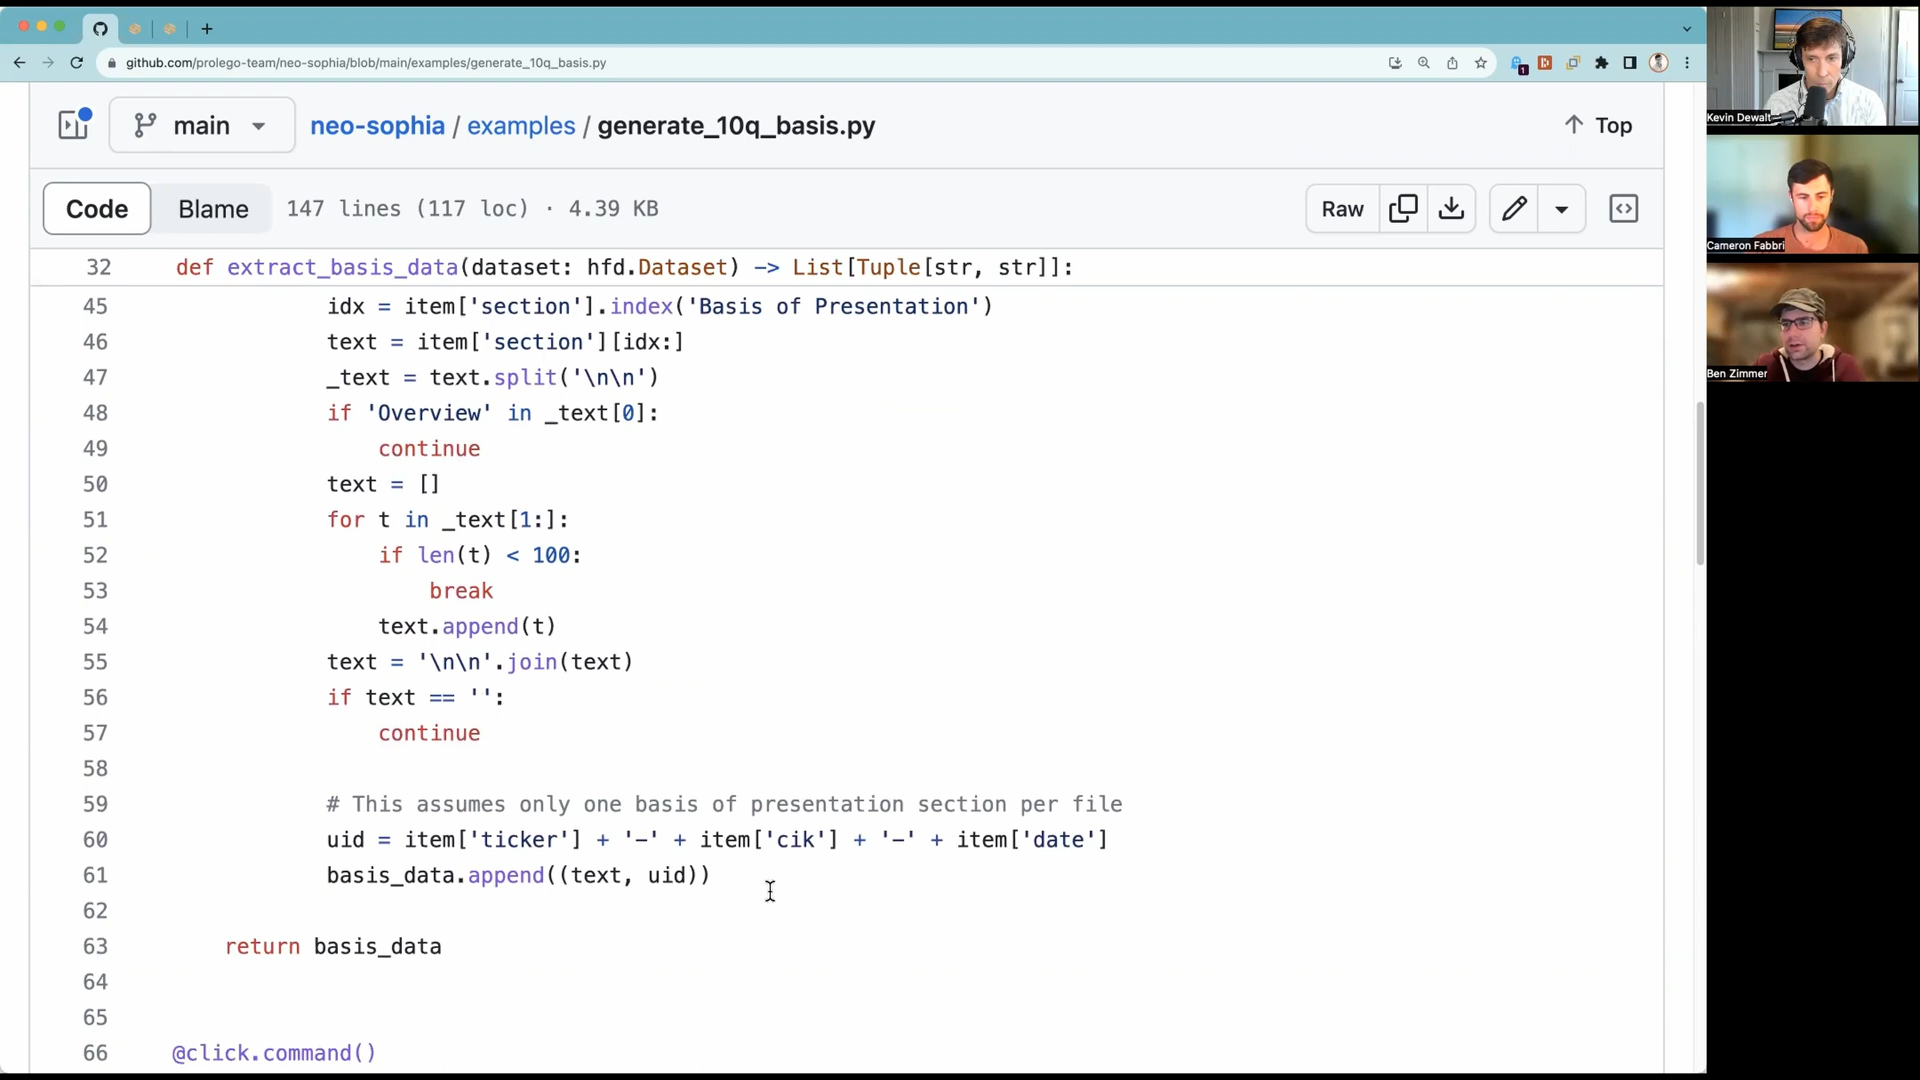 github.com/prolego-team/neo-sophia/blob/main/examples/generate_10q_basis.py
1
main
neo-sophia / examples / generate_10q_basis.py
Top
Code
Blame
147 lines (117 loc) · 4.39 KB
Raw
32 def extract_basis_data(dataset: hfd.Dataset) -> List[Tuple[str, str]]:
45 idx = item['section'].index('Basis of Presentation')
46 text = item['section'][idx:]
47 _text = text.split('\n\n')
48 if 'Overview' in _text[0]:
49 continue
50 text = []
51 for t in _text[1:]:
52 if len(t) < 100:
53 break
54 text.append(t)
55 text = '\n\n'.join(text)
56 if text == '':
57 continue
58
59 # This assumes only one basis of presentation section per file
60 uid = item['ticker'] + '-' + item['cik'] + '-' + item['date']
61 basis_data.append((text, uid))
62
63 return basis_data
64
65
66 @click.command()
Kevin Dewalt
Cameron Fabbri
Ben Zimmer